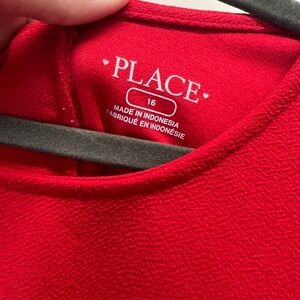 PLACE
16
MADE IN INDONESIA
FABRIQUÉ EN INDONÉSIE